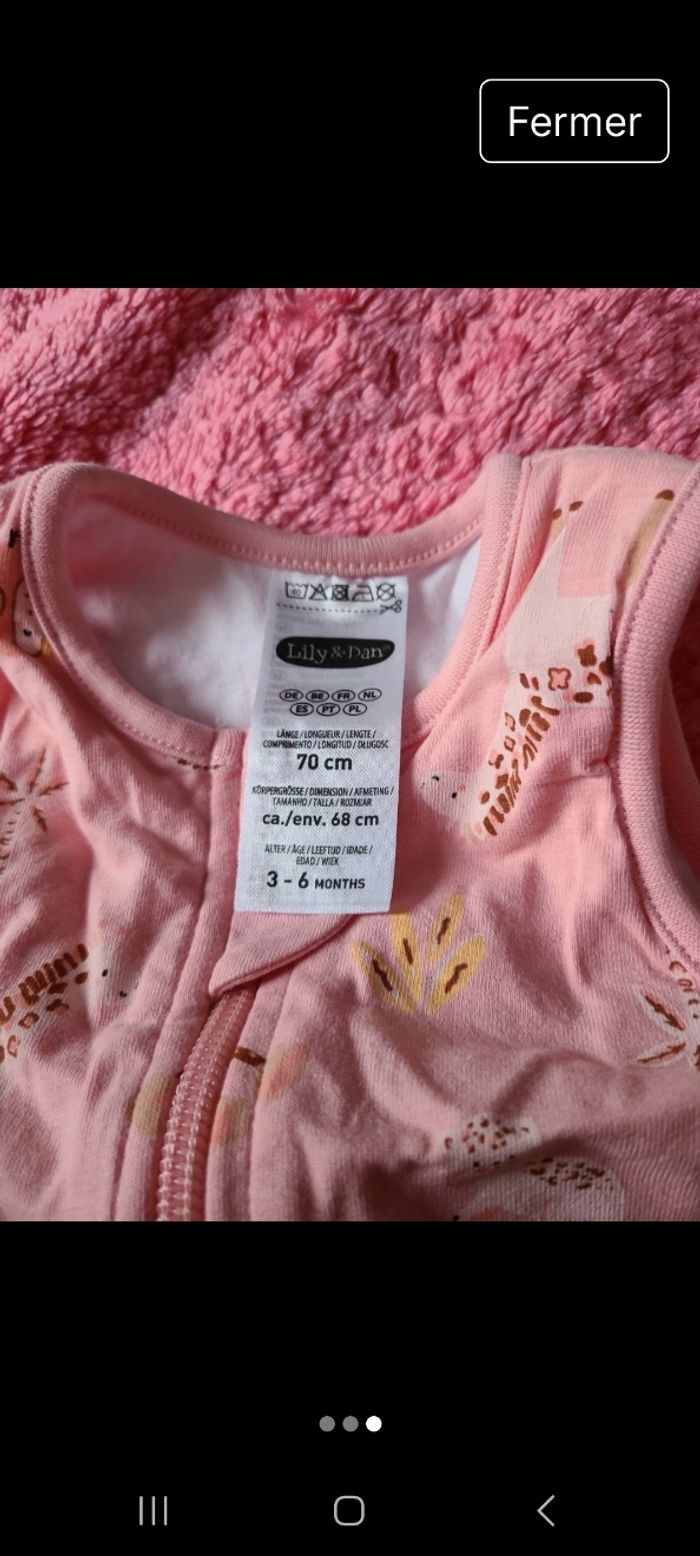 Fermer
40
Lily & Dan®
DE BE FR NL
ES PT PL
LÄNGE / LONGUEUR / LENGTE /
COMPRIMENTO / LONGITUD / DŁUGOŚĆ
70 cm
KÖRPERGRÖSSE / DIMENSION / AFMETING /
TAMANHO / TALLA / ROZMIAR
ca./env. 68 cm
ALTER / ÂGE / LEEFTIJD / IDADE /
EDAD / WIEK
3 - 6 MONTHS